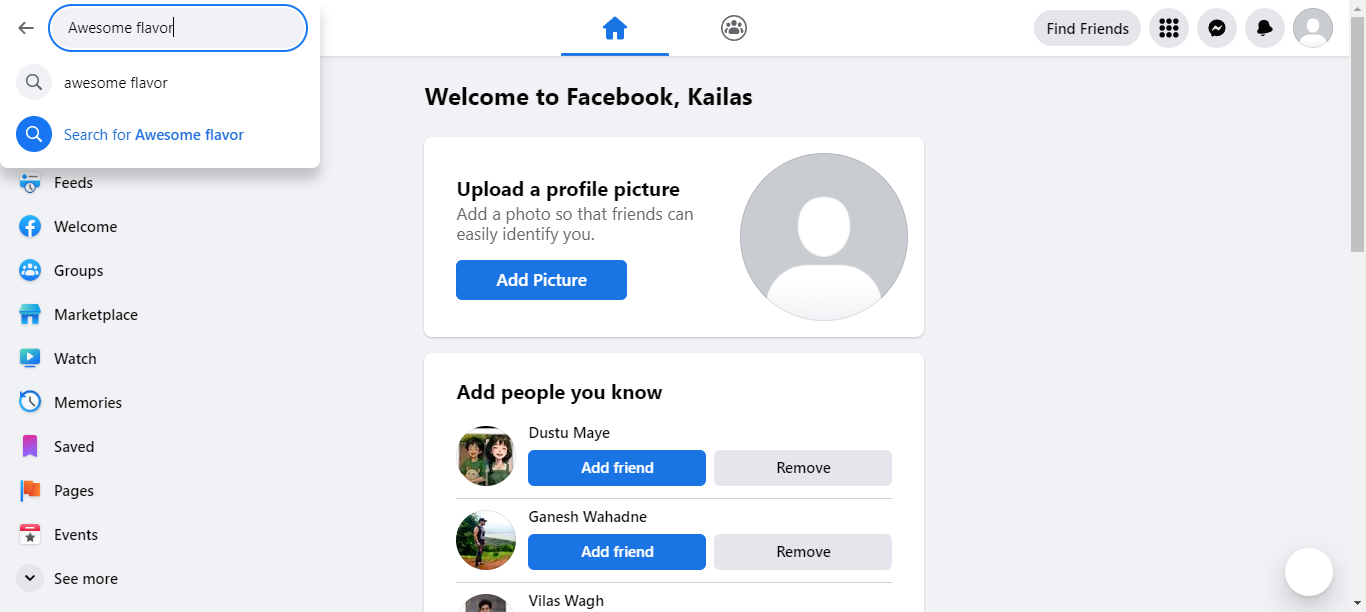 Awesome flavor
awesome flavor
Search for Awesome flavor
Find Friends
Feeds
Welcome
Groups
Marketplace
Watch
Memories
Saved
Pages
Events
See more
Welcome to Facebook, Kailas
Upload a profile picture
Add a photo so that friends can
easily identify you.
Add Picture
Add people you know
Dustu Maye
Add friend Remove
Ganesh Wahadne
Add friend Remove
Vilas Wagh